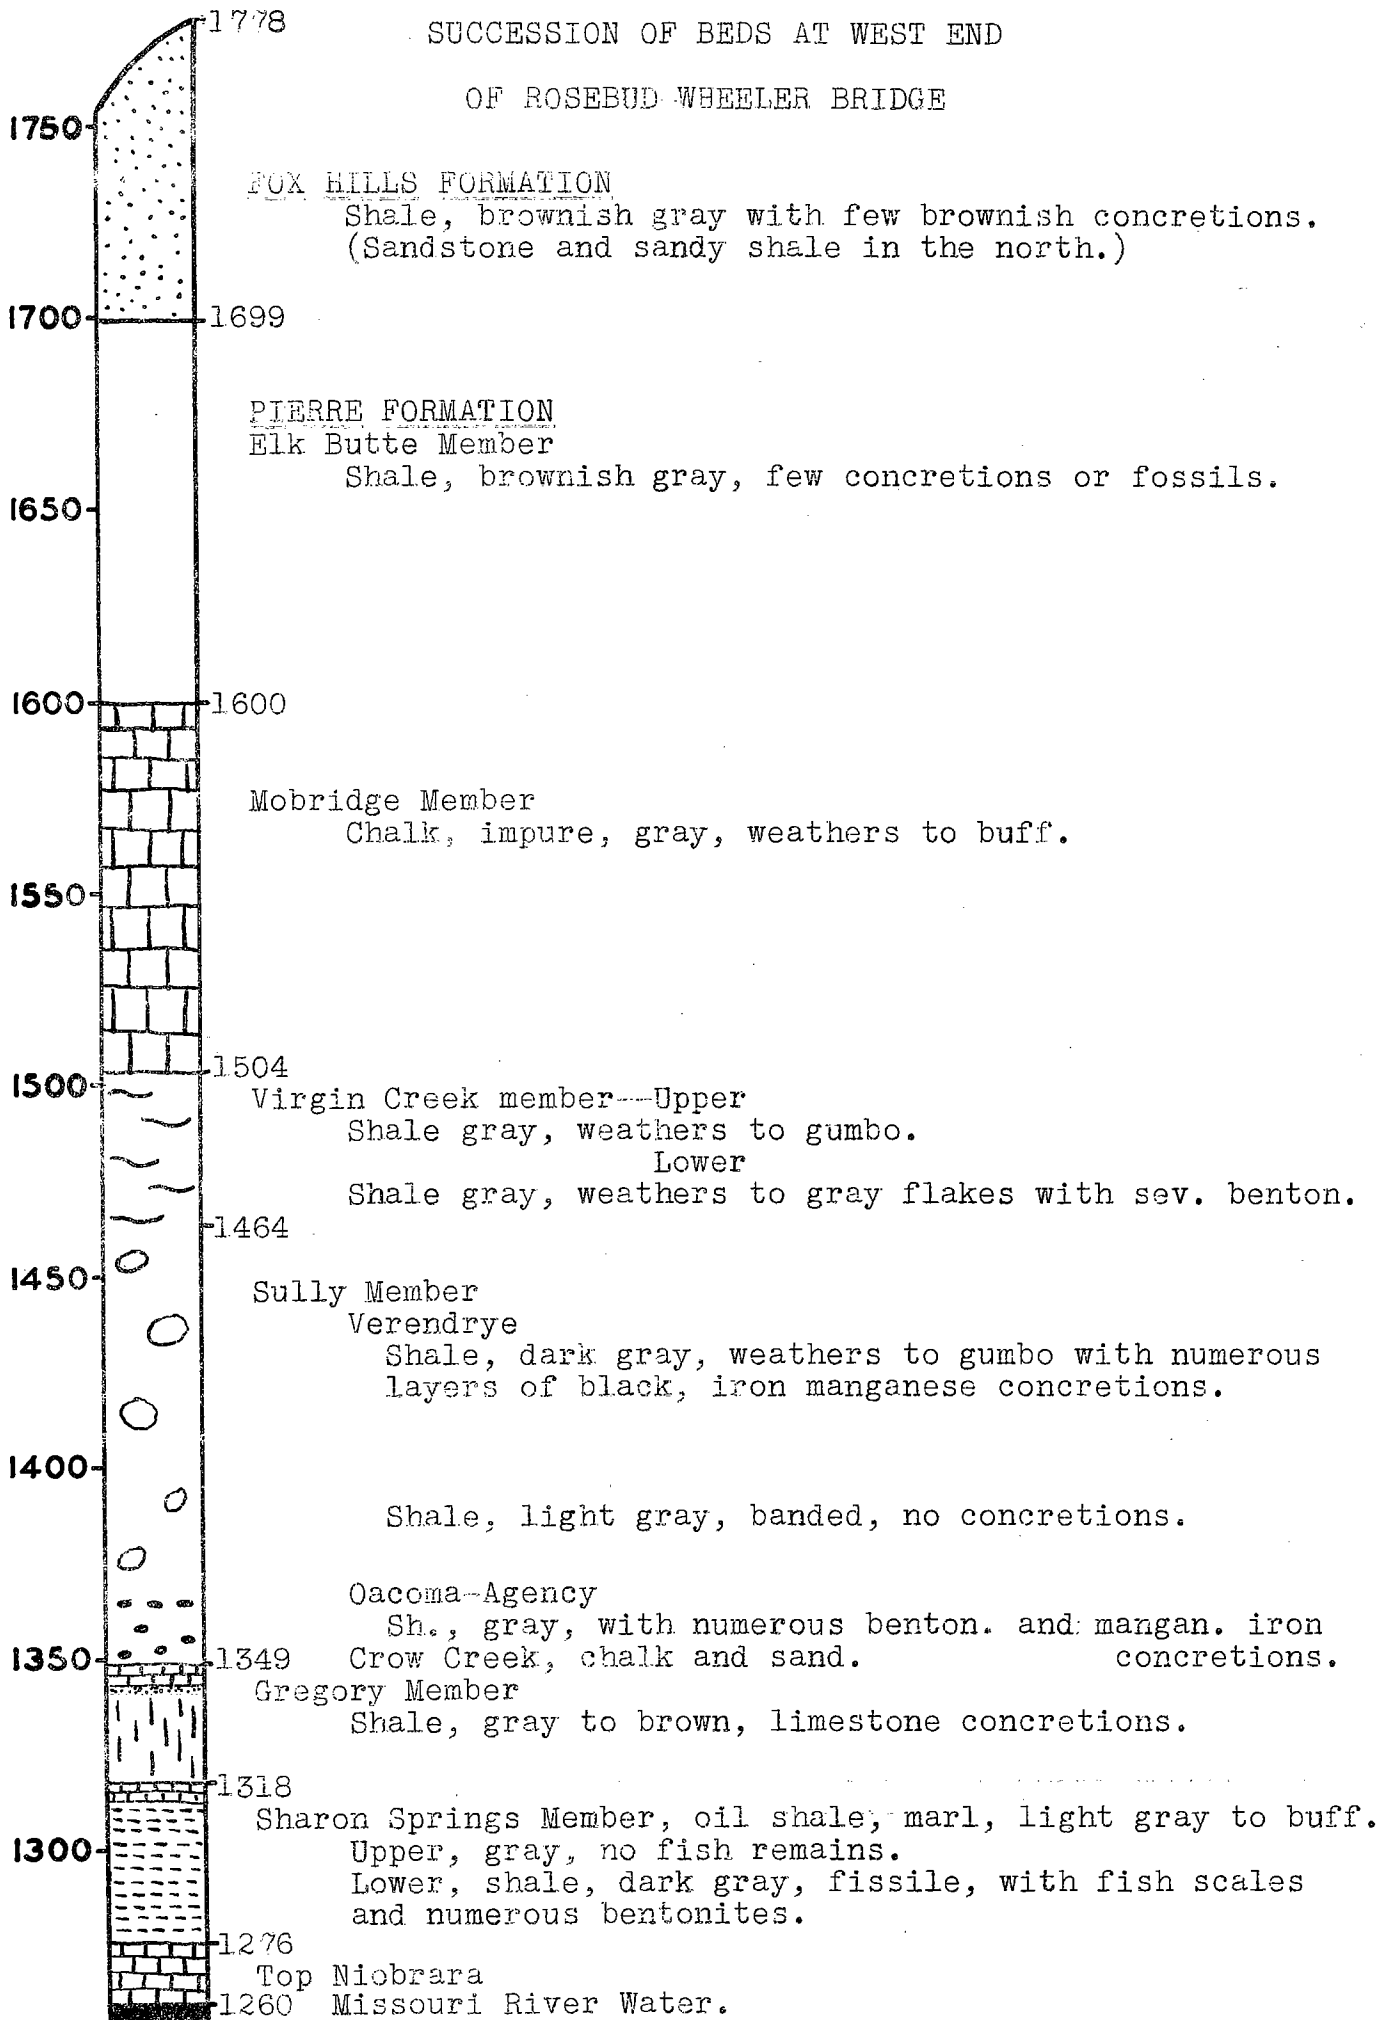 1778
SUCCESSION OF BEDS AT WEST END
OF ROSEBUD WHEELER BRIDGE
1750
FOX HILLS FORMATION
Shale, brownish gray with few brownish concretions.
(Sandstone and sandy shale in the north.)
1700 1699
PIERRE FORMATION
Elk Butte Member
Shale, brownish gray, few concretions or fossils.
1650
1600 1600
Mobridge Member
Chalk, impure, gray, weathers to buff.
1550
1504
1500
Virgin Creek member---Upper
Shale gray, weathers to gumbo.
Lower
Shale gray, weathers to gray flakes with sev. benton.
1464
1450
Sully Member
Verendrye
Shale, dark gray, weathers to gumbo with numerous
layers of black, iron manganese concretions.
1400
Shale, light gray, banded, no concretions.
Oacoma-Agency
Sh., gray, with numerous benton. and mangan. iron
1350 1349 Crow Creek, chalk and sand. concretions.
Gregory Member
Shale, gray to brown, limestone concretions.
1318
Sharon Springs Member, oil shale, marl, light gray to buff.
1300 Upper, gray, no fish remains.
Lower, shale, dark gray, fissile, with fish scales
and numerous bentonites.
1276
Top Niobrara
1260 Missouri River Water.